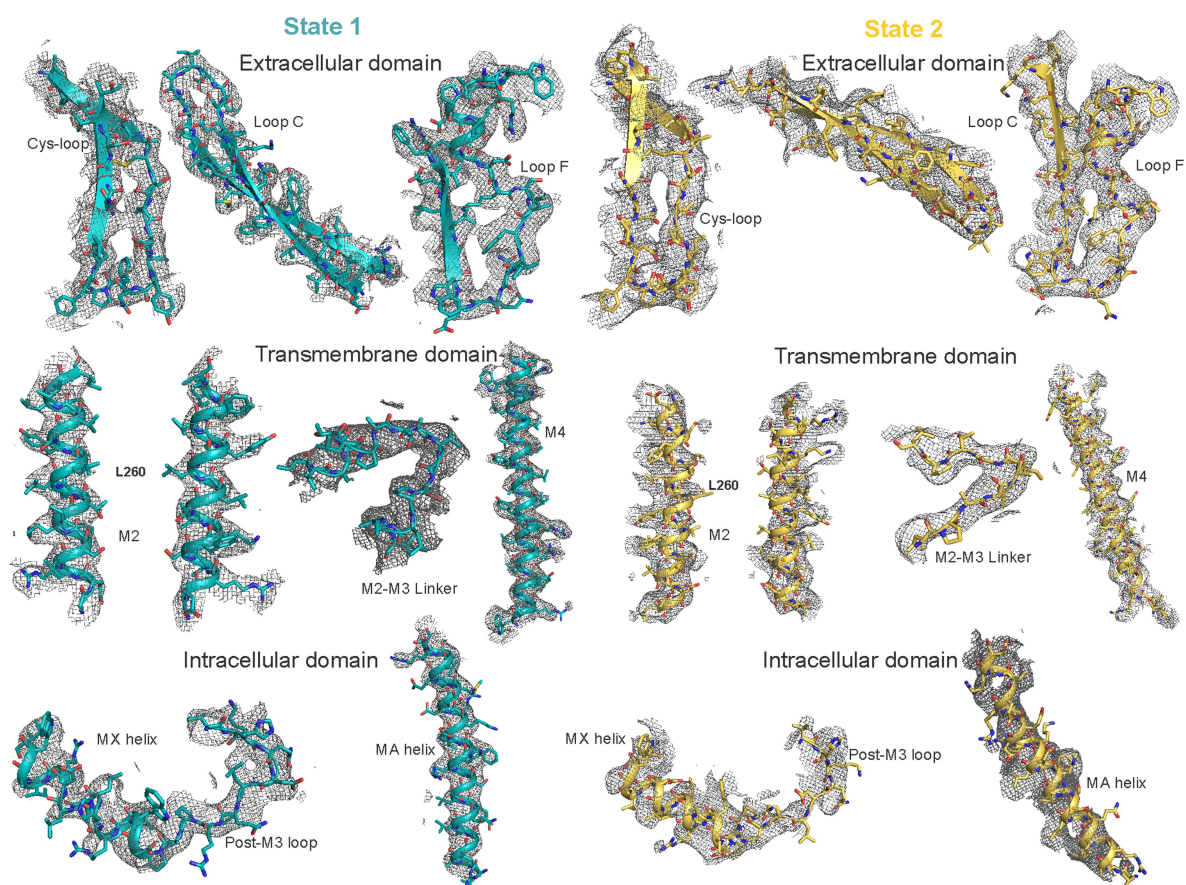 State 1
State 2
Extracellular domain
Extracellular domain
Cys-loop
Loop C
Loop F
Loop C
Loop F
Cys-loop
Transmembrane domain
Transmembrane domain
L260
M2
M2-M3 Linker
M4
L260
M2
M2-M3 Linker
M4
Intracellular domain
Intracellular domain
MX helix
MA helix
Post-M3 loop
MX helix
Post-M3 loop
MA helix